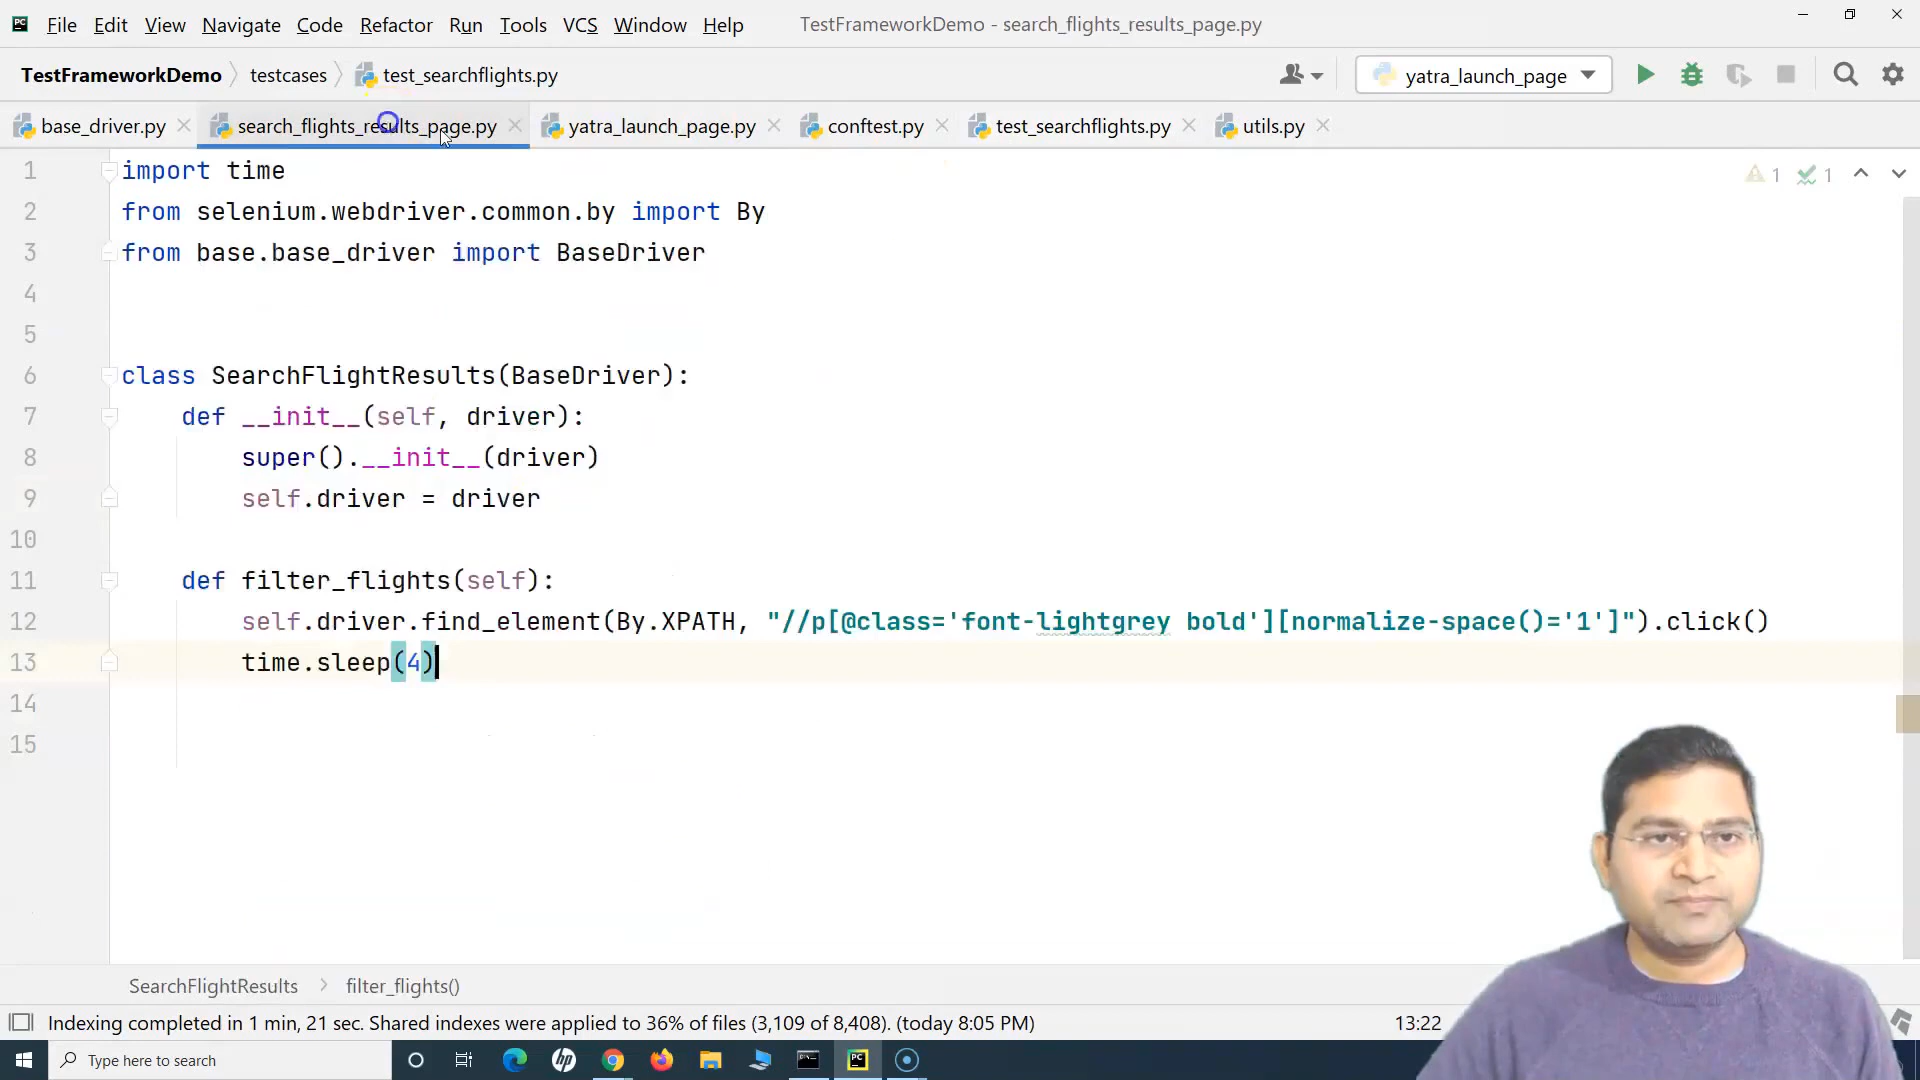 File Edit View Navigate Code Refactor Run Tools VCS Window Help TestFrameworkDemo - search_flights_results_page.py
TestFrameworkDemo testcases test_searchflights.py yatra_launch_page
base_driver.py search_flights_results_page.py yatra_launch_page.py conftest.py test_searchflights.py utils.py
1 import time
1 1
2 from selenium.webdriver.common.by import By
3 from base.base_driver import BaseDriver
4
5
6 class SearchFlightResults(BaseDriver):
7 def __init__(self, driver):
8 super().__init__(driver)
9 self.driver = driver
10
11 def filter_flights(self):
12 self.driver.find_element(By.XPATH, "//p[@class='font-lightgrey bold'][normalize-space()='1']").click()
13 time.sleep(4)
14
15
SearchFlightResults filter_flights()
Indexing completed in 1 min, 21 sec. Shared indexes were applied to 36% of files (3,109 of 8,408). (today 8:05 PM) 13:22
Type here to search hp PC